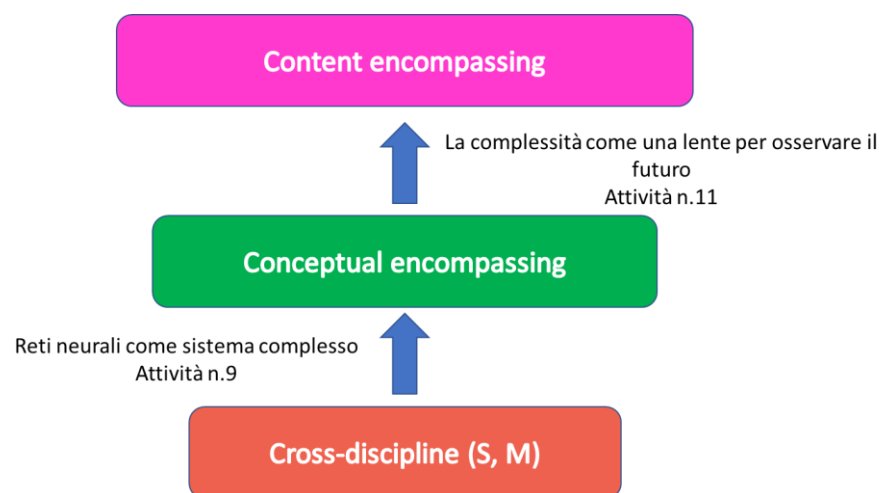 Content encompassing
La complessità come una lente per osservare il
futuro
Attività n.11
Conceptual encompassing
Reti neurali come sistema complesso
Attività n.9
Cross-discipline (S, M)